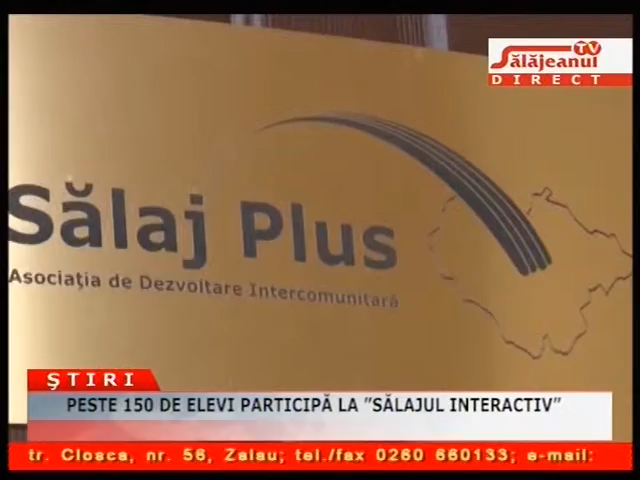 Sălăjeanul TV
DIRECT
Sălaj Plus
Asociaţia de Dezvoltare Intercomunitară
ŞTIRI
PESTE 150 DE ELEVI PARTICIPĂ LA "SĂLAJUL INTERACTIV"
tr. Closca, nr. 56, Zalau; tel./fax 0260 660133; e-mail: